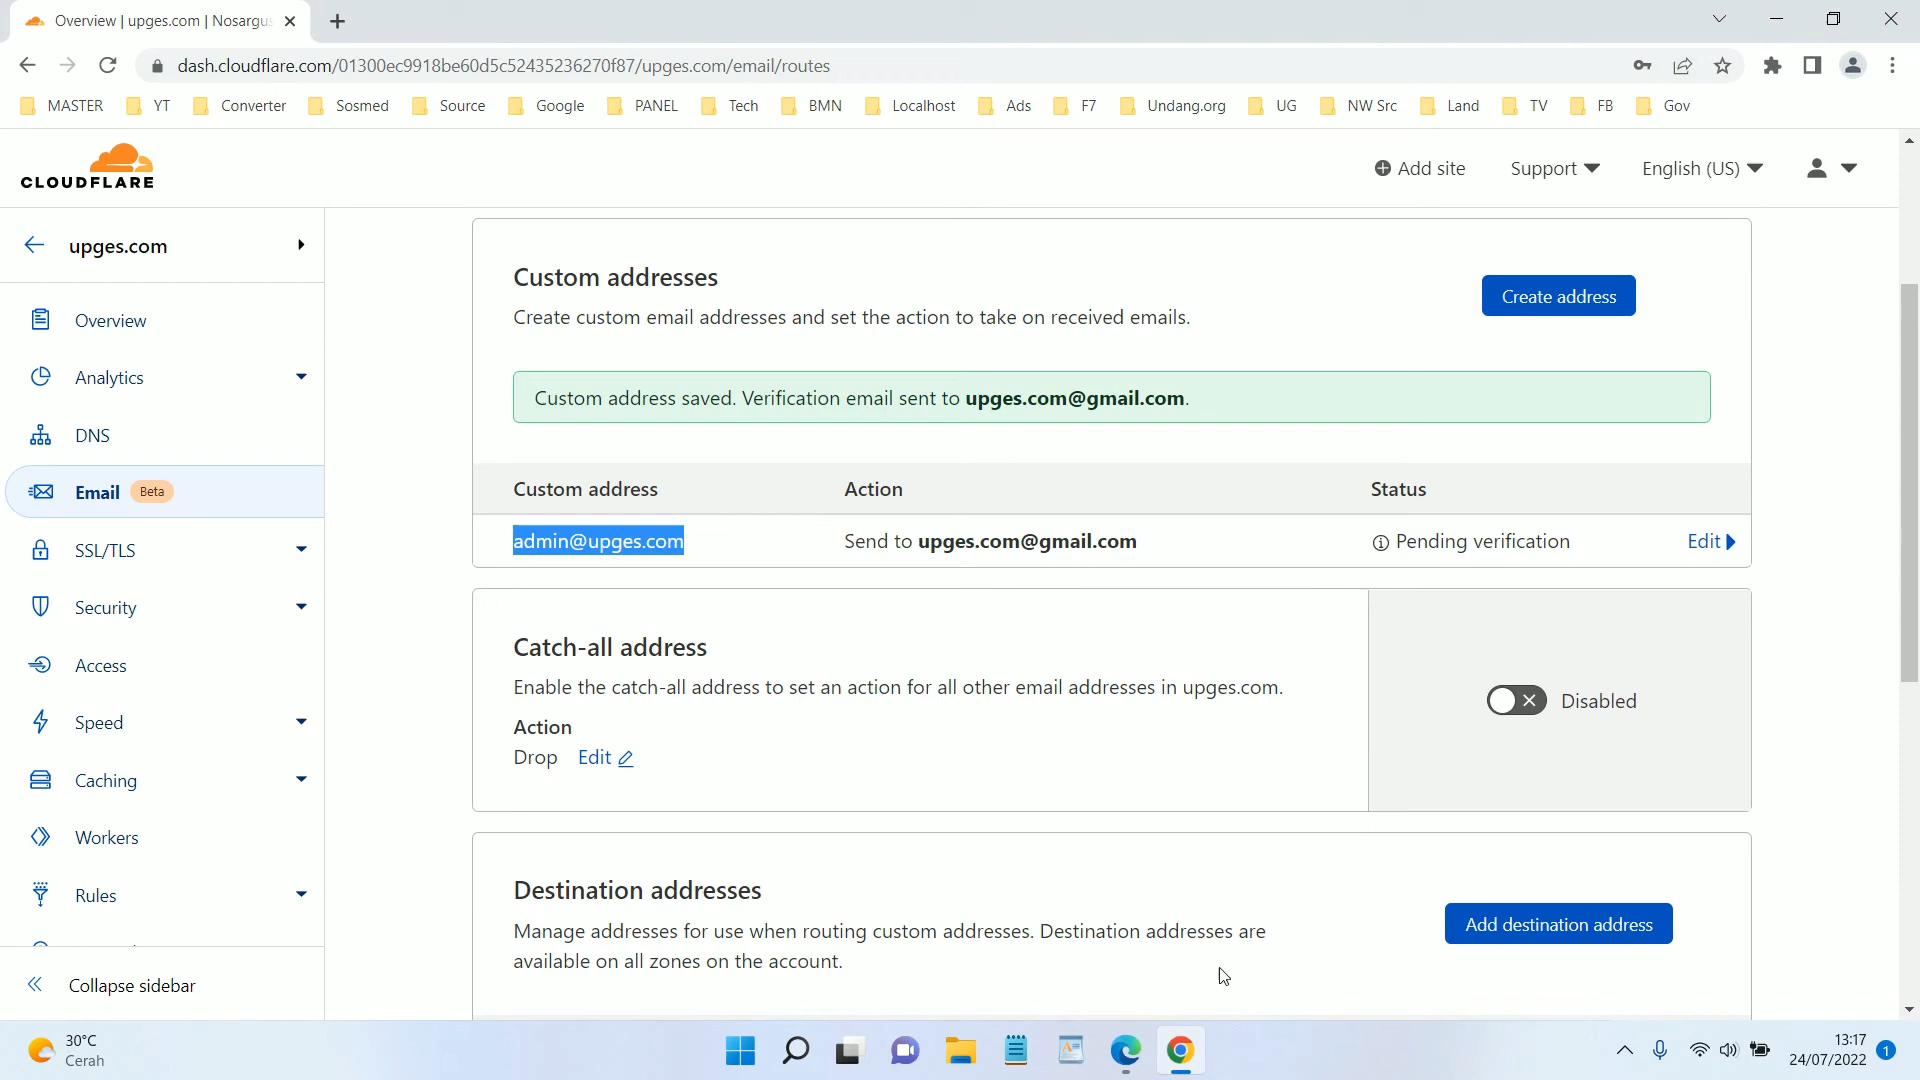 Overview | upges.com | Nosargus
dash.cloudflare.com/01300ec9918be60d5c52435236270f87/upges.com/email/routes
MASTER YT Converter Sosmed Source Google PANEL Tech BMN Localhost Ads F7 Undang.org UG NW Src Land TV FB Gov
CLOUDFLARE
Add site Support English (US)
upges.com
Overview
Analytics
DNS
Email Beta
SSL/TLS
Security
Access
Speed
Caching
Workers
Rules
Collapse sidebar
Custom addresses
Create custom email addresses and set the action to take on received emails.
Create address
Custom address saved. Verification email sent to upges.com@gmail.com.
Custom address Action Status
admin@upges.com Send to upges.com@gmail.com Pending verification Edit
Catch-all address
Enable the catch-all address to set an action for all other email addresses in upges.com.
Action
Drop Edit
Disabled
Destination addresses
Manage addresses for use when routing custom addresses. Destination addresses are
available on all zones on the account.
Add destination address
30°C
Cerah
13:17
24/07/2022
1